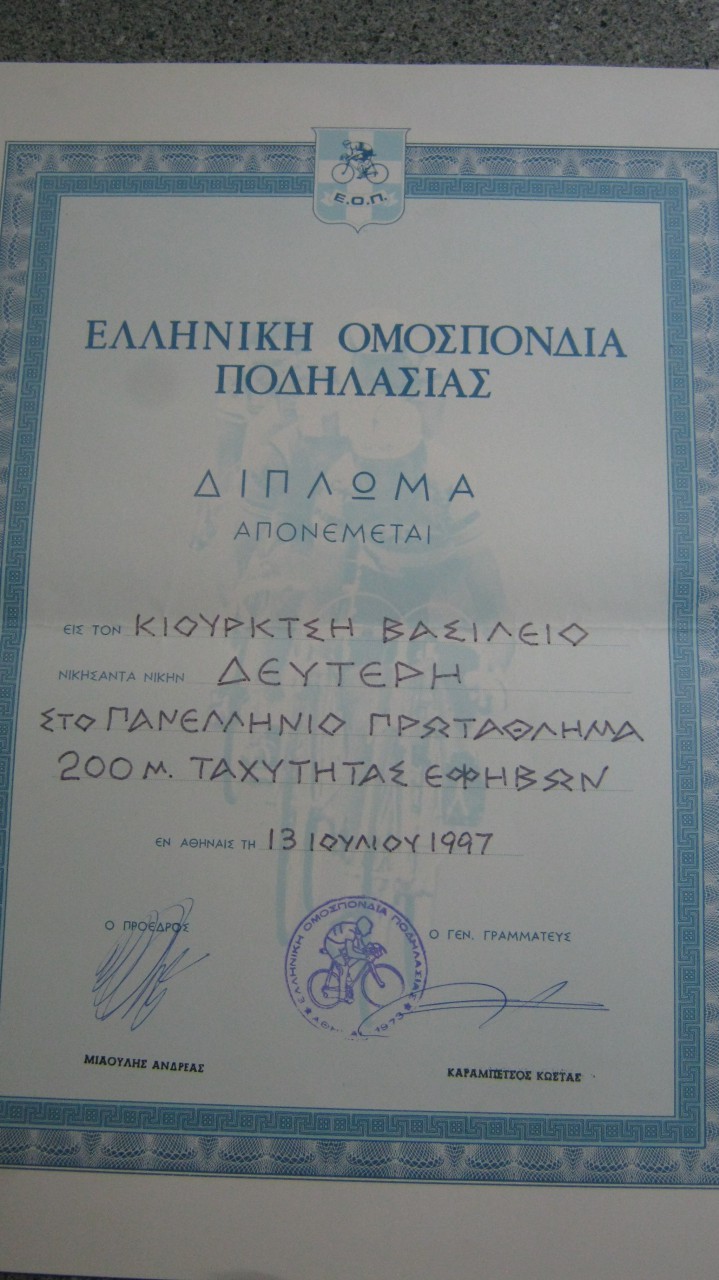 Ε.Ο.Π.
ΕΛΛΗΝΙΚΗ ΟΜΟΣΠΟΝΔΙΑ
ΠΟΔΗΛΑΣΙΑΣ
ΔΙΠΛΩΜΑ
ΑΠΟΝΕΜΕΤΑΙ
ΕΙΣ ΤΟΝ ΚΙΟΥΡΚΤΣΗ ΒΑΣΙΛΕΙΟ
ΝΙΚΗΣΑΝΤΑ ΝΙΚΗΝ ΔΕΥΤΕΡΗ
ΣΤΟ ΠΑΝΕΛΛΗΝΙΟ ΠΡΩΤΑΘΛΗΜΑ
200 Μ. ΤΑΧΥΤΗΤΑΣ ΕΦΗΒΩΝ
ΕΝ ΑΘΗΝΑΙΣ ΤΗ 13 ΙΟΥΛΙΟΥ 1997
Ο ΠΡΟΕΔΡΟΣ
ΕΛΛΗΝΙΚΗ ΟΜΟΣΠΟΝΔΙΑ ΠΟΔΗΛΑΣΙΑΣ
1973
Ο ΓΕΝ. ΓΡΑΜΜΑΤΕΥΣ
ΜΙΑΟΥΛΗΣ ΑΝΔΡΕΑΣ
ΚΑΡΑΜΠΕΤΣΟΣ ΚΩΣΤΑΣ